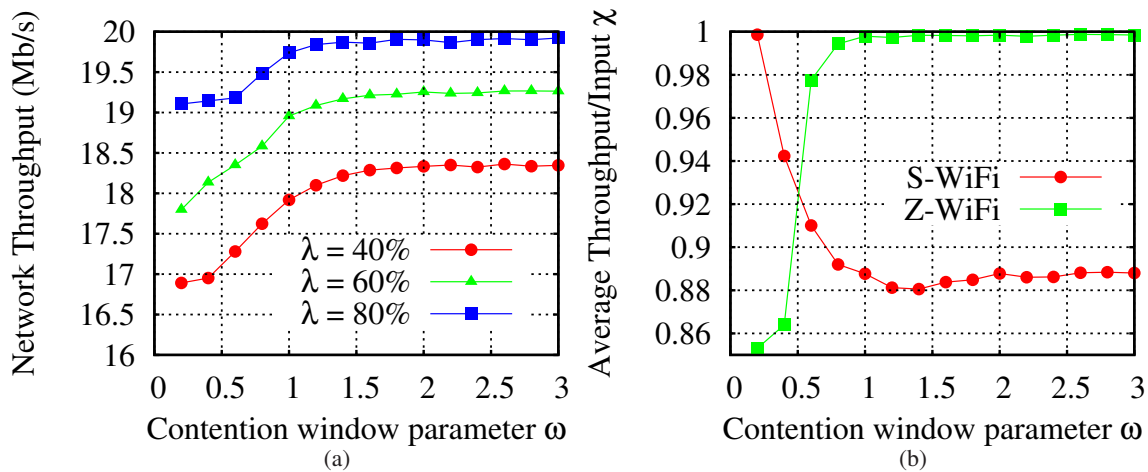 Network Throughput (Mb/s)
20
19.5
19
18.5
18
17.5
17
16.5
16
λ = 40%
λ = 60%
λ = 80%
0 0.5 1 1.5 2 2.5 3
Contention window parameter ω
(a)
Average Throughput/Input χ
1
0.98
0.96
0.94
0.92
0.9
0.88
0.86
S-WiFi
Z-WiFi
0 0.5 1 1.5 2 2.5 3
Contention window parameter ω
(b)